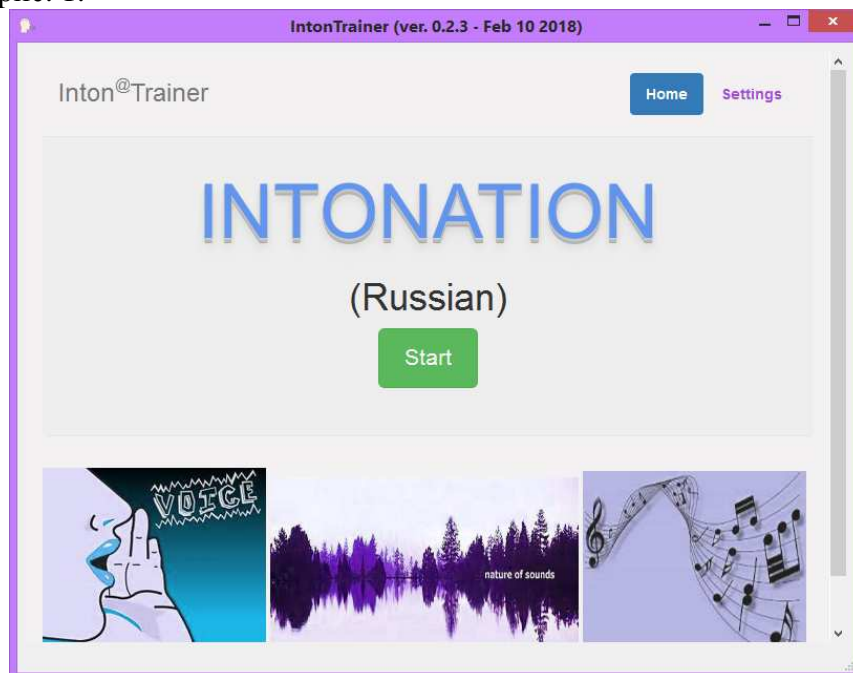 IntonTrainer (ver. 0.2.3 - Feb 10 2018)
Inton@Trainer
Home
Settings
INTONATION
(Russian)
Start
VOICE
nature of sounds